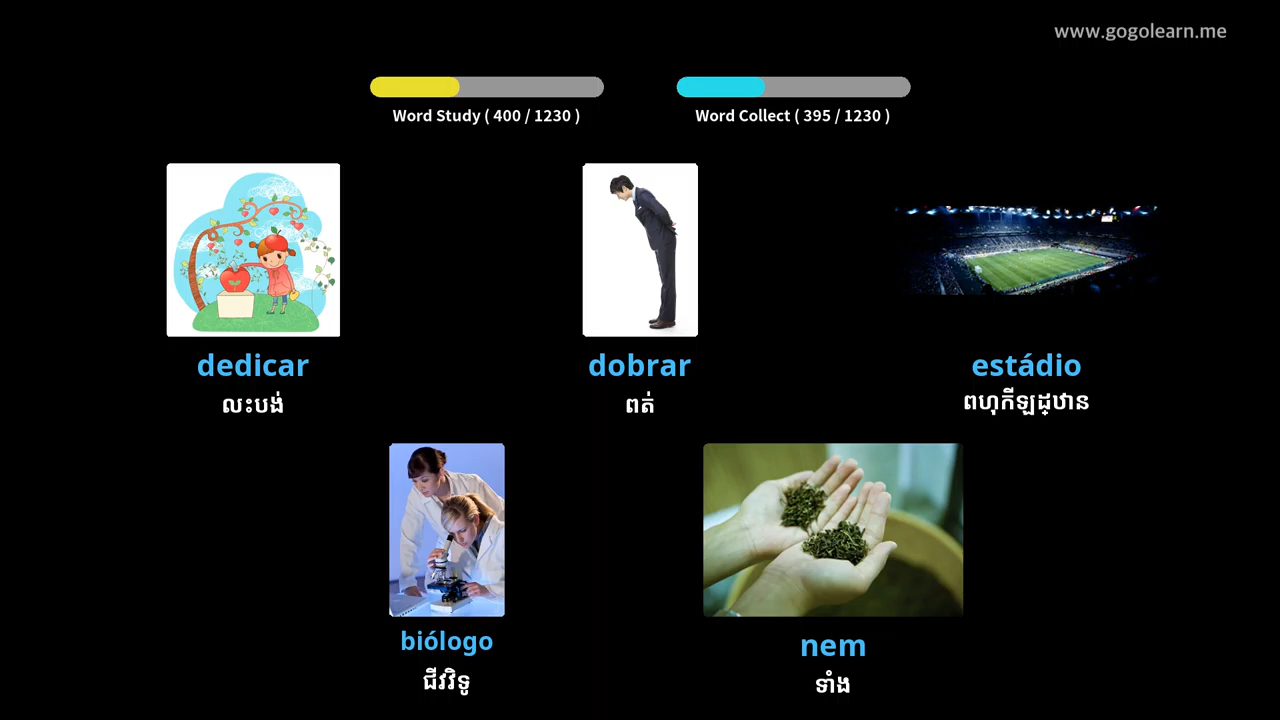 www.gogolearn.me
Word Study ( 400 / 1230 )
Word Collect ( 395 / 1230 )
dedicar
លះបង់
dobrar
ពត់
estádio
ពហុកីឡដ្ឋាន
biólogo
ជីវវិទូ
nem
ទាំង